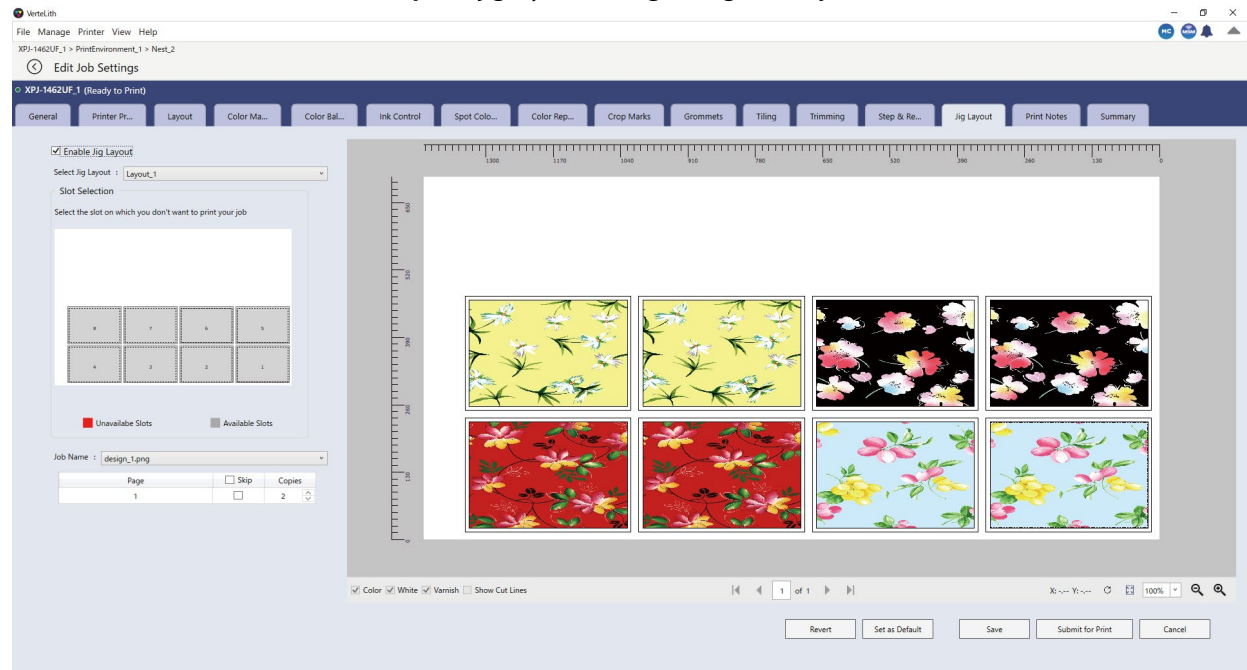 VerteLith
File Manage Printer View Help
MC MSM
XPJ-1462UF_1 > PrintEnvironment_1 > Nest_2
Edit Job Settings
XPJ-1462UF_1 (Ready to Print)
General Printer Pr... Layout Color Ma... Color Bal... Ink Control Spot Colo... Color Rep... Crop Marks Grommets Tiling Trimming Step & Re... Jig Layout Print Notes Summary
Enable Jig Layout
Select Jig Layout : Layout_1
Slot Selection
Select the slot on which you don't want to print your job
8 7 6 5
4 3 2 1
Unavailabe Slots Available Slots
Job Name : design_1.png
Page Skip Copies
1 2
1300 1170 1040 910 780 650 520 390 260 130 0
650
520
390
260
130
0
Color White Varnish Show Cut Lines
1 of 1
X: -.-- Y: -.--
100%
Revert Set as Default Save Submit for Print Cancel